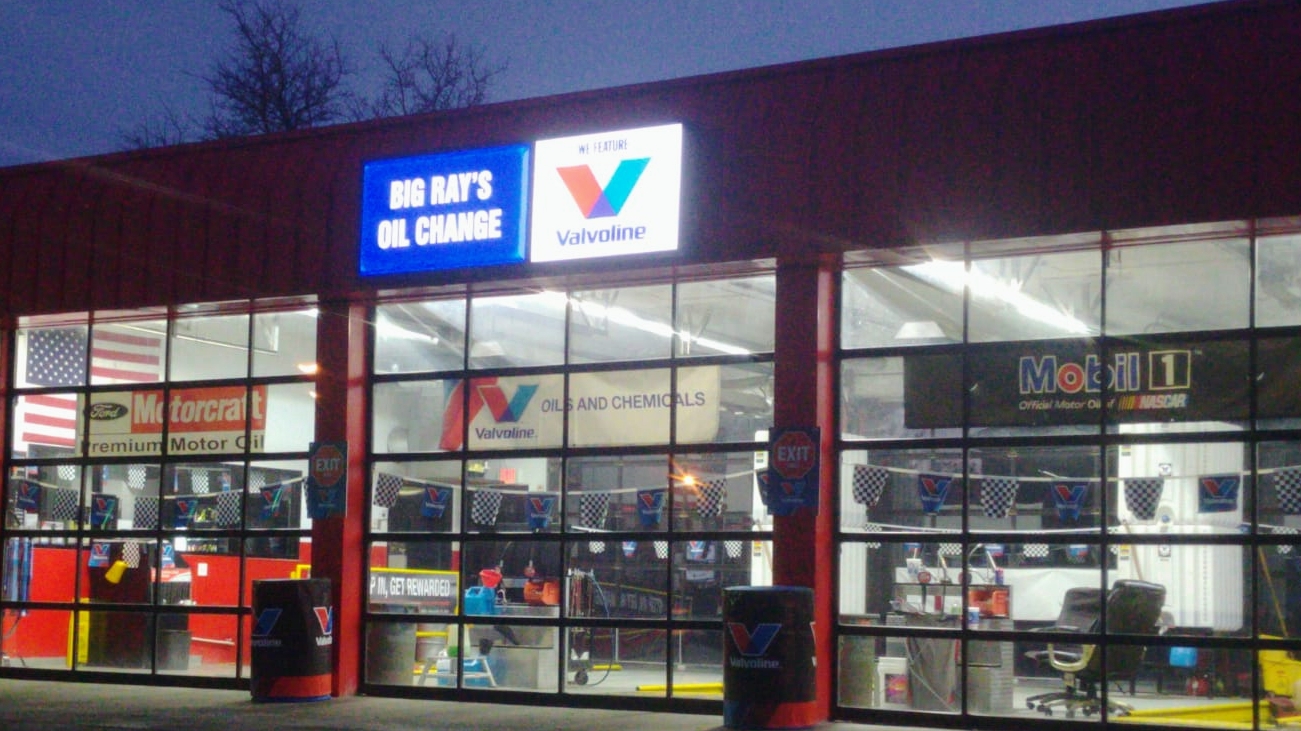 BIG RAY'S
OIL CHANGE
WE FEATURE
Valvoline
Ford
Motorcraft
Premium Motor Oil
Valvoline
OILS AND CHEMICALS
Mobil 1
Official Motor Oil of NASCAR
EXIT
EXIT
P IN, GET REWARDED
Valvoline